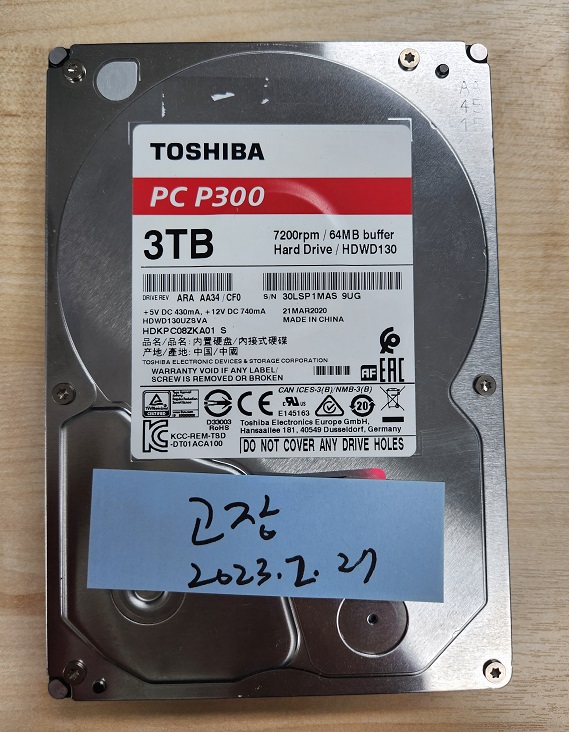 TOSHIBA
PC P300
3TB
7200rpm / 64MB buffer
Hard Drive / HDWD130
DRIVE REV ARA AA34 / CF0
S/N 30LSP1MAS 9UG
+5V DC 430mA, +12V DC 740mA
21MAR2020
HDWD130UZSVA
MADE IN CHINA
HDKPC08ZKA01 S
品名/品名: 内置硬盘/內接式硬碟
产地/產地: 中国/中國
TOSHIBA ELECTRONIC DEVICES & STORAGE CORPORATION
WARRANTY VOID IF ANY LABEL/
SCREW IS REMOVED OR BROKEN
AF EAC
CAN ICES-3(B)/NMB-3(B)
E145163
D33003
RoHS
20
Toshiba Electronics Europe GmbH,
Hansaallee 181, 40549 Dusseldorf, Germany
KCC-REM-TSD
-DT01ACA100
DO NOT COVER ANY DRIVE HOLES
고장
2023.2.27